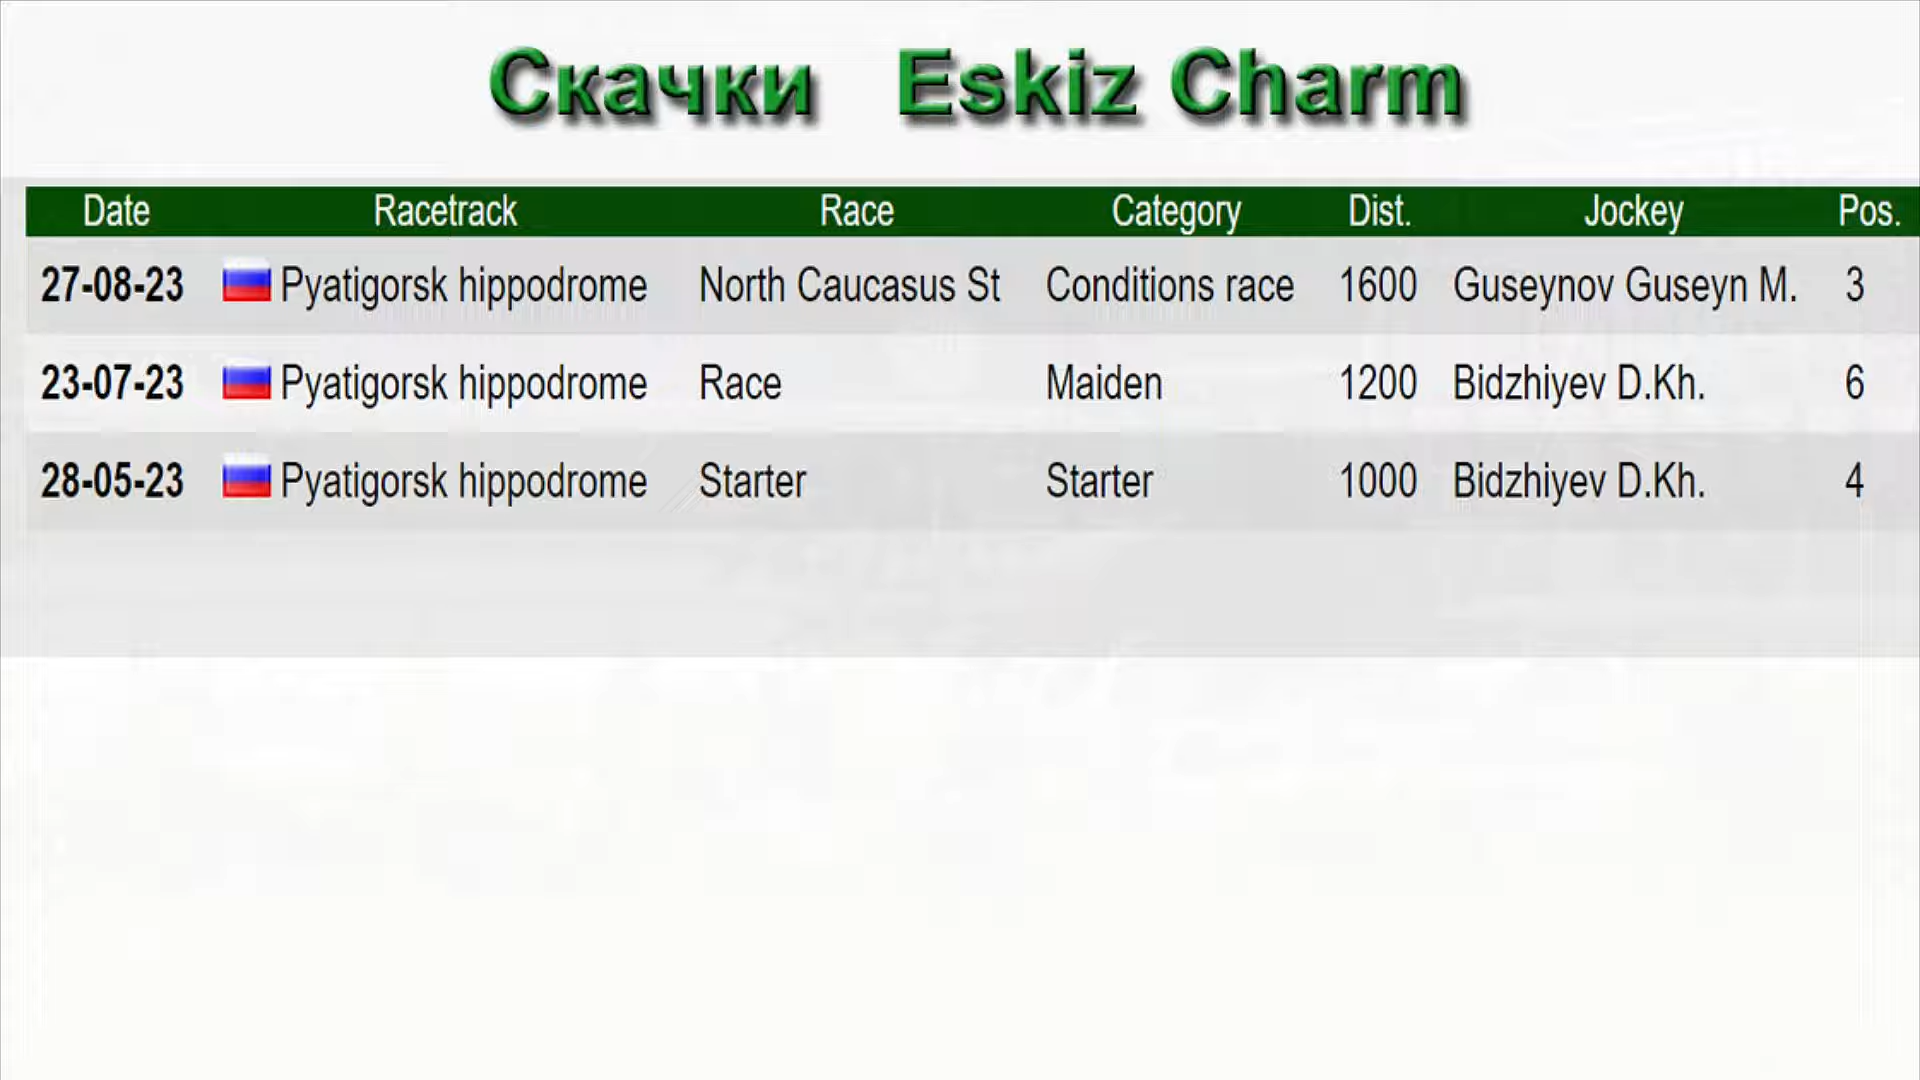 Скачки Eskiz Charm
Date Racetrack Race Category Dist. Jockey Pos.
27-08-23 Pyatigorsk hippodrome North Caucasus St Conditions race 1600 Guseynov Guseyn M. 3
23-07-23 Pyatigorsk hippodrome Race Maiden 1200 Bidzhiyev D.Kh. 6
28-05-23 Pyatigorsk hippodrome Starter Starter 1000 Bidzhiyev D.Kh. 4